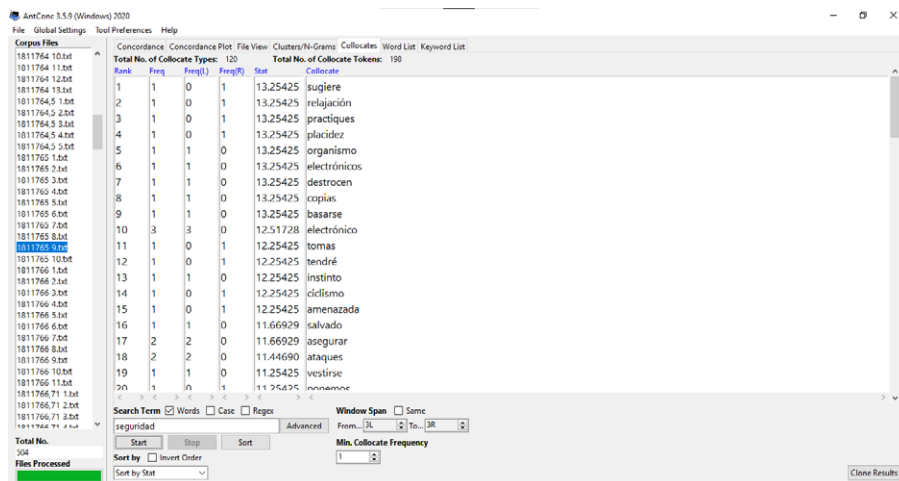 AntConc 3.5.9 (Windows) 2020
File Global Settings Tool Preferences Help
Corpus Files
1811764 10.txt
1811764 11.txt
1811764 12.txt
1811764 13.txt
1811764,5 1.txt
1811764,5 2.txt
1811764,5 3.txt
1811764,5 4.txt
1811764,5 5.txt
1811765 1.txt
1811765 2.txt
1811765 3.txt
1811765 4.txt
1811765 5.txt
1811765 6.txt
1811765 7.txt
1811765 8.txt
1811765 9.txt
1811765 10.txt
1811766 1.txt
1811766 2.txt
1811766 3.txt
1811766 4.txt
1811766 5.txt
1811766 6.txt
1811766 7.txt
1811766 8.txt
1811766 9.txt
1811766 10.txt
1811766 11.txt
1811766,71 1.txt
1811766,71 2.txt
1811766,71 3.txt
1811766,71 4.txt
Total No.
504
Files Processed
Concordance Concordance Plot File View Clusters/N-Grams Collocates Word List Keyword List
Total No. of Collocate Types: 120 Total No. of Collocate Tokens: 198
Rank Freq Freq(L) Freq(R) Stat Collocate
1 1 0 1 13.25425 sugiere
2 1 0 1 13.25425 relajación
3 1 0 1 13.25425 practiques
4 1 0 1 13.25425 placidez
5 1 1 0 13.25425 organismo
6 1 1 0 13.25425 electrónicos
7 1 1 0 13.25425 destrocen
8 1 1 0 13.25425 copias
9 1 1 0 13.25425 basarse
10 3 3 0 12.51728 electrónico
11 1 0 1 12.25425 tomas
12 1 0 1 12.25425 tendré
13 1 1 0 12.25425 instinto
14 1 0 1 12.25425 ciclismo
15 1 0 1 12.25425 amenazada
16 1 1 0 11.66929 salvado
17 2 2 0 11.66929 asegurar
18 2 2 0 11.44690 ataques
19 1 1 0 11.25425 vestirse
20 1 0 1 11.25425 ponemos
Search Term Words Case Regex Window Span Same
seguridad Advanced From... 3L To... 3R
Start Stop Sort Min. Collocate Frequency
Sort by Invert Order 1
Sort by Stat Clone Results